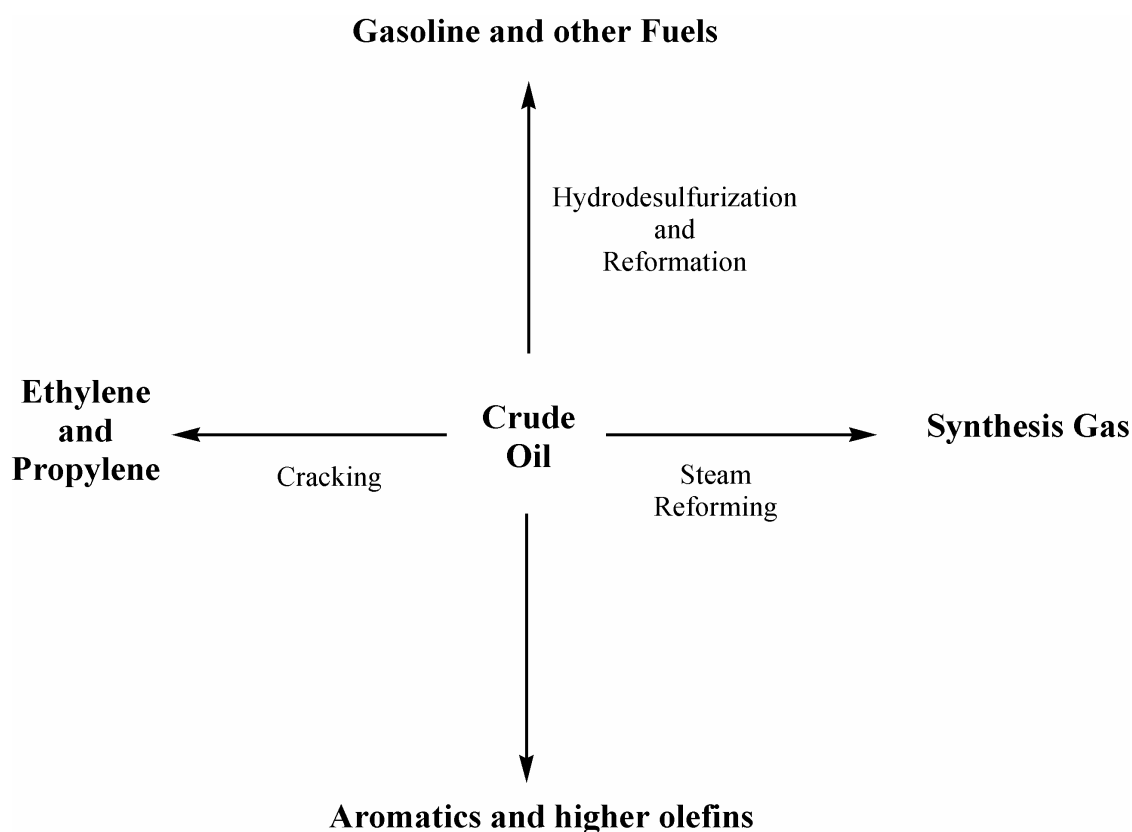 Gasoline and other Fuels
Hydrodesulfurization
and
Reformation
Ethylene
and
Propylene
Cracking
Crude
Oil
Steam
Reforming
Synthesis Gas
Aromatics and higher olefins